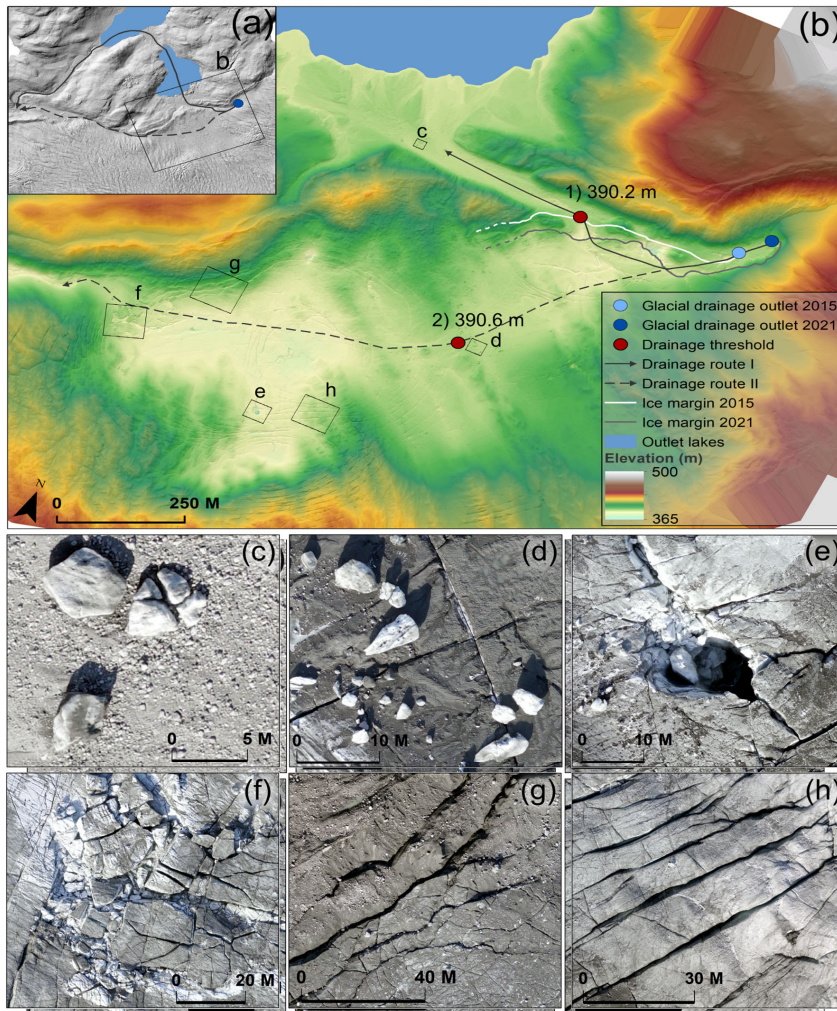 (a)
b
(b)
c
1) 390.2 m
g
f
2) 390.6 m
d
e
h
Glacial drainage outlet 2015
Glacial drainage outlet 2021
Drainage threshold
Drainage route I
Drainage route II
Ice margin 2015
Ice margin 2021
Outlet lakes
Elevation (m)
500
365
N
0 250 M
(c)
0 5 M
(d)
0 10 M
(e)
0 10 M
(f)
0 20 M
(g)
0 40 M
(h)
0 30 M